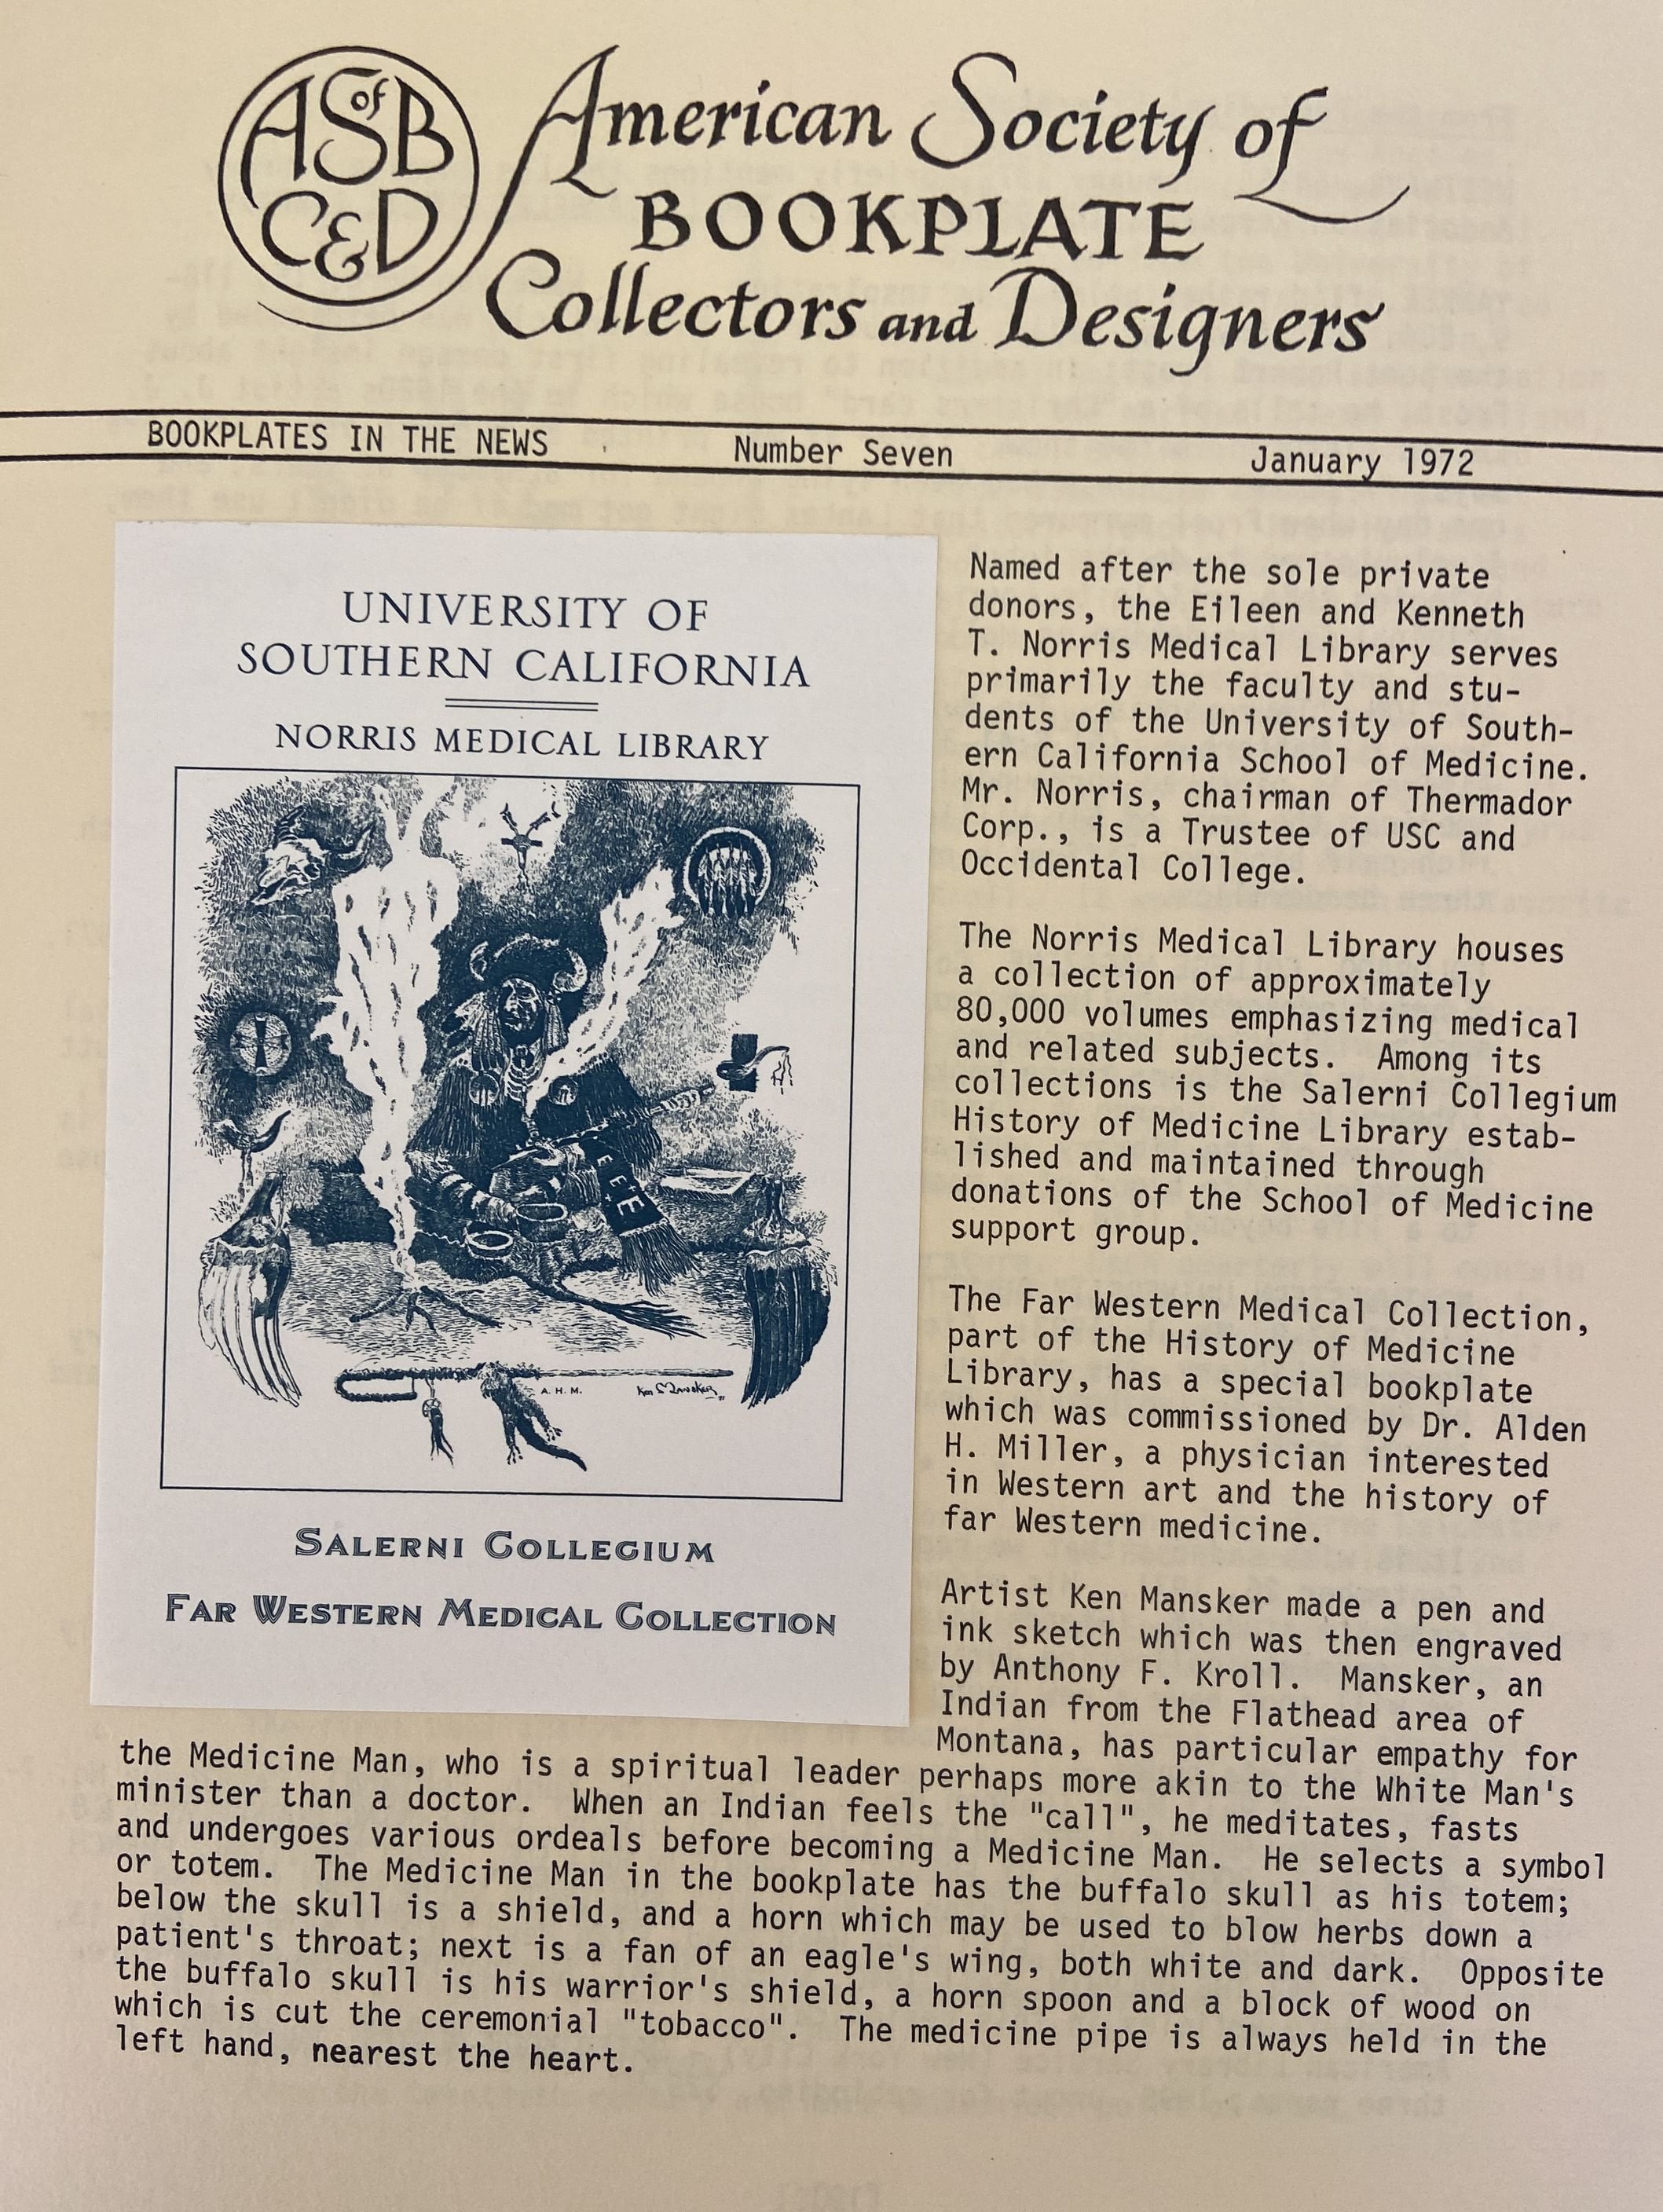 ASofB
C&D
American Society of
BOOKPLATE
Collectors and Designers
BOOKPLATES IN THE NEWS Number Seven January 1972
UNIVERSITY OF
SOUTHERN CALIFORNIA
NORRIS MEDICAL LIBRARY
A. H. M.
SALERNI COLLEGIUM
FAR WESTERN MEDICAL COLLECTION
Named after the sole private
donors, the Eileen and Kenneth
T. Norris Medical Library serves
primarily the faculty and stu-
dents of the University of South-
ern California School of Medicine.
Mr. Norris, chairman of Thermador
Corp., is a Trustee of USC and
Occidental College.
The Norris Medical Library houses
a collection of approximately
80,000 volumes emphasizing medical
and related subjects. Among its
collections is the Salerni Collegium
History of Medicine Library estab-
lished and maintained through
donations of the School of Medicine
support group.
The Far Western Medical Collection,
part of the History of Medicine
Library, has a special bookplate
which was commissioned by Dr. Alden
H. Miller, a physician interested
in Western art and the history of
far Western medicine.
Artist Ken Mansker made a pen and
ink sketch which was then engraved
by Anthony F. Kroll. Mansker, an
Indian from the Flathead area of
Montana, has particular empathy for
the Medicine Man, who is a spiritual leader perhaps more akin to the White Man's
minister than a doctor. When an Indian feels the "call", he meditates, fasts
and undergoes various ordeals before becoming a Medicine Man. He selects a symbol
or totem. The Medicine Man in the bookplate has the buffalo skull as his totem;
below the skull is a shield, and a horn which may be used to blow herbs down a
patient's throat; next is a fan of an eagle's wing, both white and dark. Opposite
the buffalo skull is his warrior's shield, a horn spoon and a block of wood on
which is cut the ceremonial "tobacco". The medicine pipe is always held in the
left hand, nearest the heart.